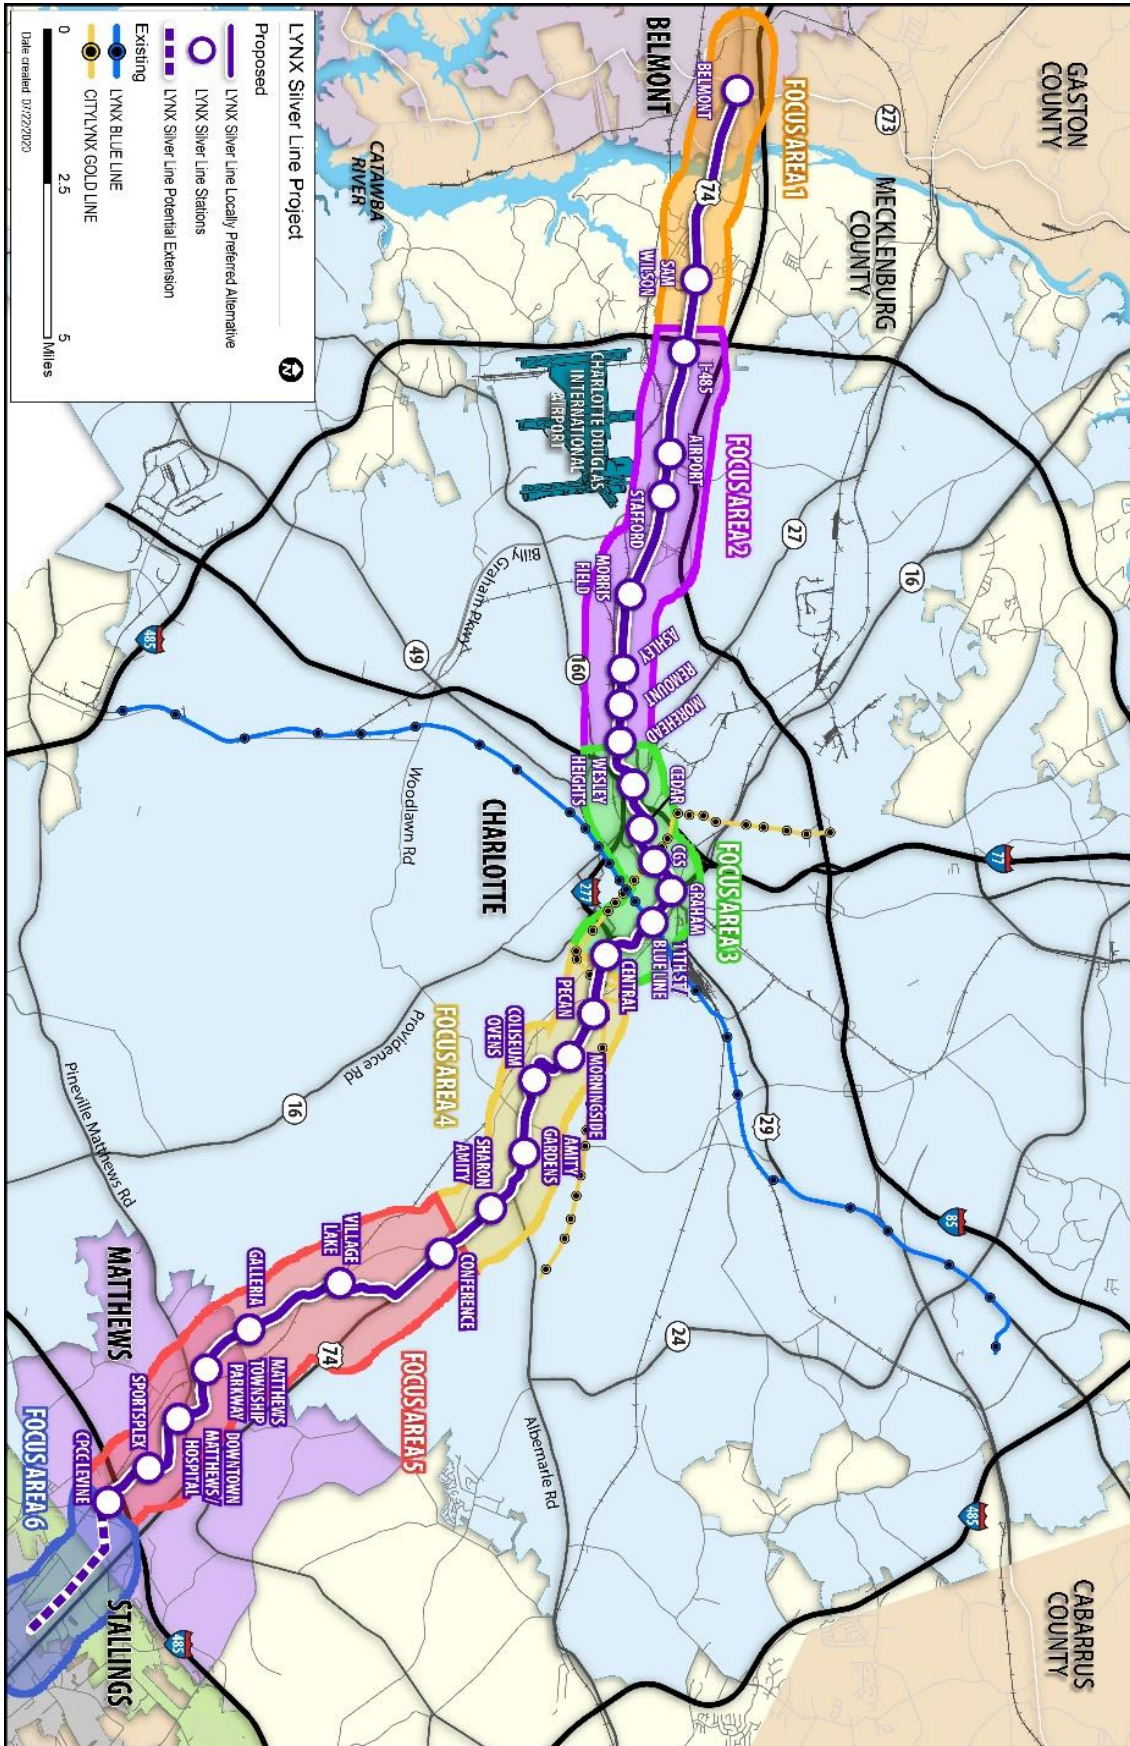 GASTON
COUNTY
273
MECKLENBURG
COUNTY
FOCUS AREA 1
BELMONT
BELMONT
74
SAM
WILSON
CATAWBA
RIVER
I-485
AIRPORT
STAFFORD
FOCUS AREA 2
CHARLOTTE DOUGLAS
INTERNATIONAL
AIRPORT
27
16
MORRIS
FIELD
Billy Graham Pkwy
ASHLEY
REMOUNT
MOREHEAD
160
49
485
WESLEY
HEIGHTS
CEDAR
CGS
GRAHAM
FOCUS AREA 3
77
277
11TH ST/
BLUE LINE
CENTRAL
CHARLOTTE
Woodlawn Rd
PECAN
MORNINGSIDE
COLISEUM
OVENS
AMITY
GARDENS
SHARON
AMITY
FOCUS AREA 4
Providence Rd
16
29
85
Pineville Matthews Rd
CONFERENCE
VILLAGE
LAKE
GALLERIA
74
24
MATTHEWS
TOWNSHIP
PARKWAY
FOCUS AREA 5
MATTHEWS
Albemarle Rd
DOWNTOWN
MATTHEWS/
HOSPITAL
SPORTSPLEX
CPCC LEVINE
485
FOCUS AREA 6
STALLINGS
485
CABARRUS
COUNTY
LYNX Silver Line Project
N
Proposed
LYNX Silver Line Locally Preferred Alternative
LYNX Silver Line Stations
LYNX Silver Line Potential Extension
Existing
LYNX BLUE LINE
CITYLYNX GOLD LINE
0 2.5 5
Miles
Date created: 07/22/2020